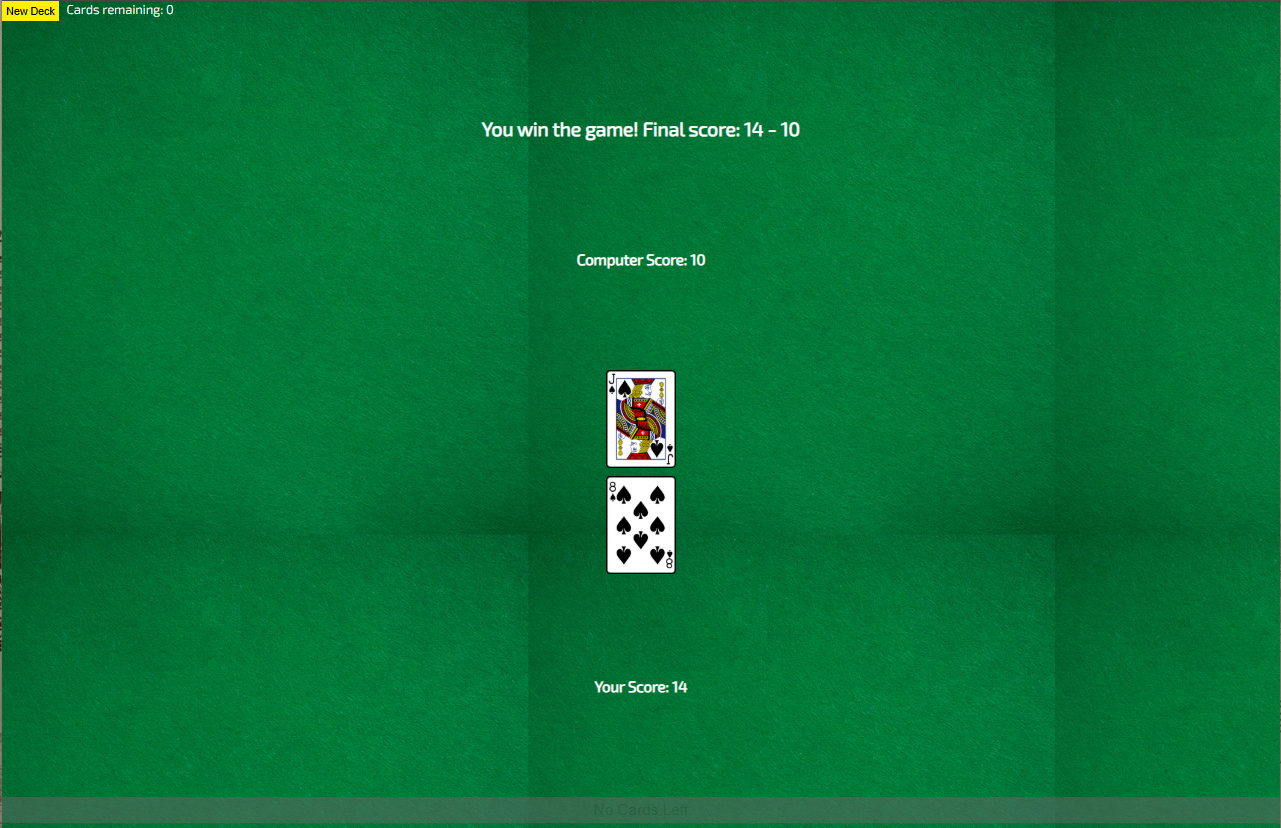 New Deck Cards remaining: 0
You win the game! Final score: 14 - 10
Computer Score: 10
J
J
8
8
Your Score: 14
No Cards Left